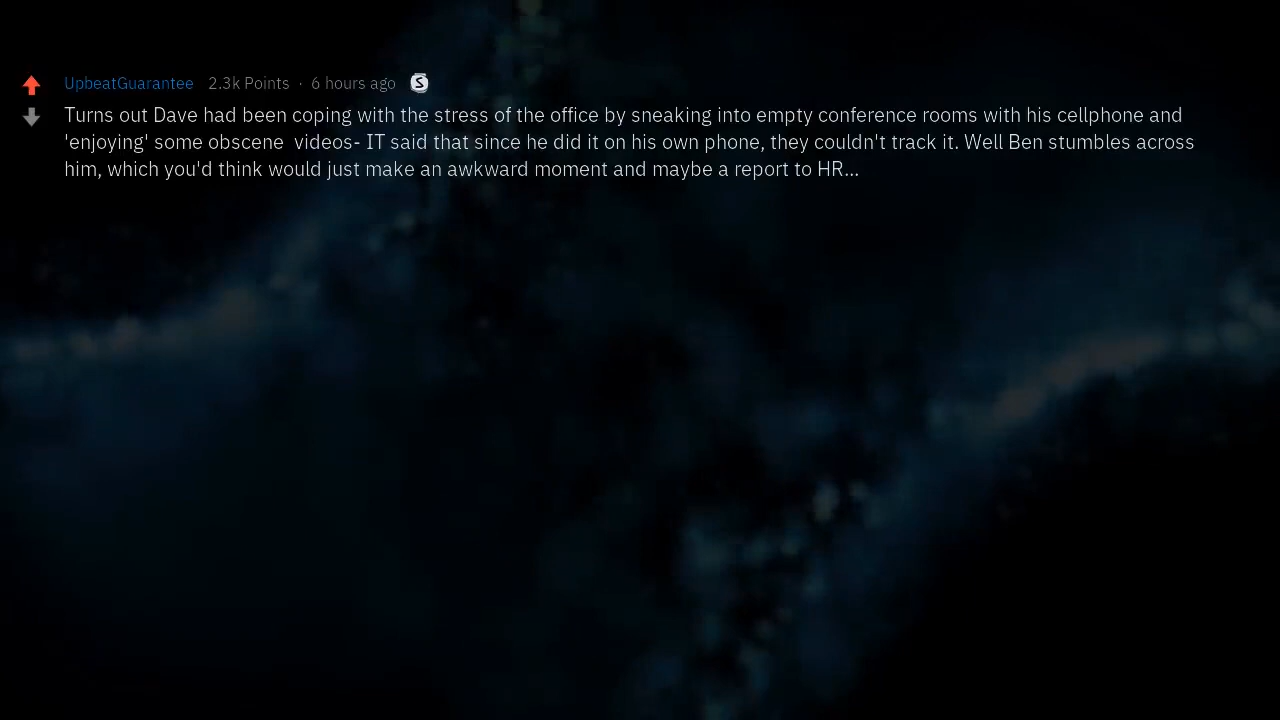 UpbeatGuarantee 2.3k Points · 6 hours ago S
Turns out Dave had been coping with the stress of the office by sneaking into empty conference rooms with his cellphone and
'enjoying' some obscene  videos- IT said that since he did it on his own phone, they couldn't track it. Well Ben stumbles across
him, which you'd think would just make an awkward moment and maybe a report to HR...